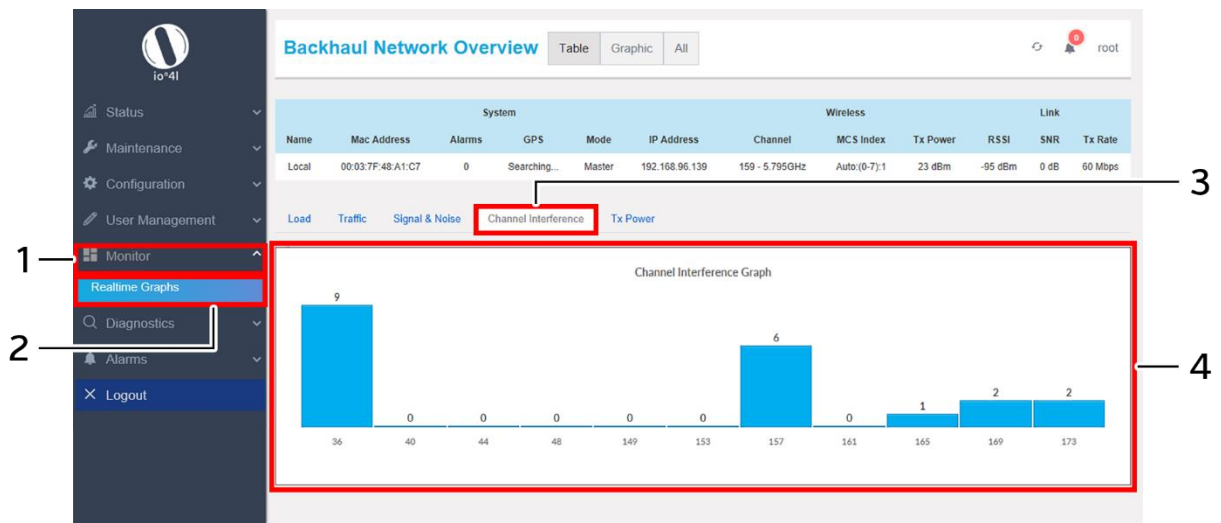 io*4l
Backhaul Network Overview Table Graphic All 0 root
Status
Maintenance
Configuration
User Management
Monitor
Realtime Graphs
Diagnostics
Alarms
Logout
System Wireless Link
Name Mac Address Alarms GPS Mode IP Address Channel MCS Index Tx Power RSSI SNR Tx Rate
Local 00:03:7F:48:A1:C7 0 Searching... Master 192.168.96.139 159 - 5.795GHz Auto:(0-7):1 23 dBm -95 dBm 0 dB 60 Mbps
Load Traffic Signal & Noise Channel Interference Tx Power
Channel Interference Graph
9 0 0 0 0 0 6 0 1 2 2
36 40 44 48 149 153 157 161 165 169 173
1
2
3
4